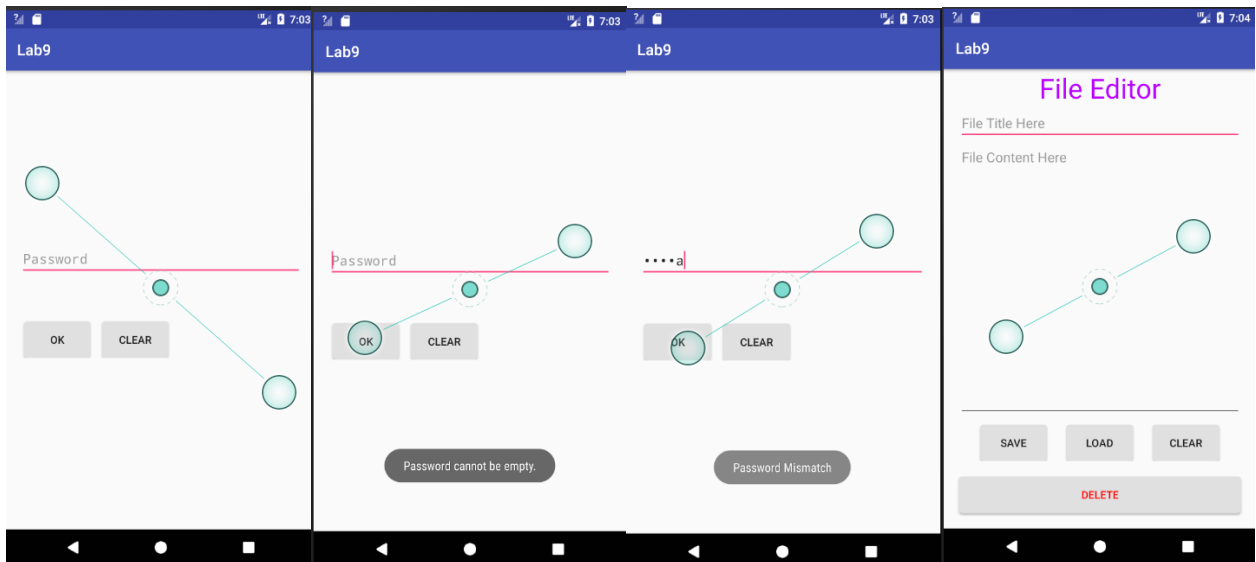 7:03
Lab9
Password
OK CLEAR
7:03
Lab9
Password
OK CLEAR
Password cannot be empty.
7:03
Lab9
••••a
OK CLEAR
Password Mismatch
7:04
Lab9
File Editor
File Title Here
File Content Here
SAVE LOAD CLEAR
DELETE